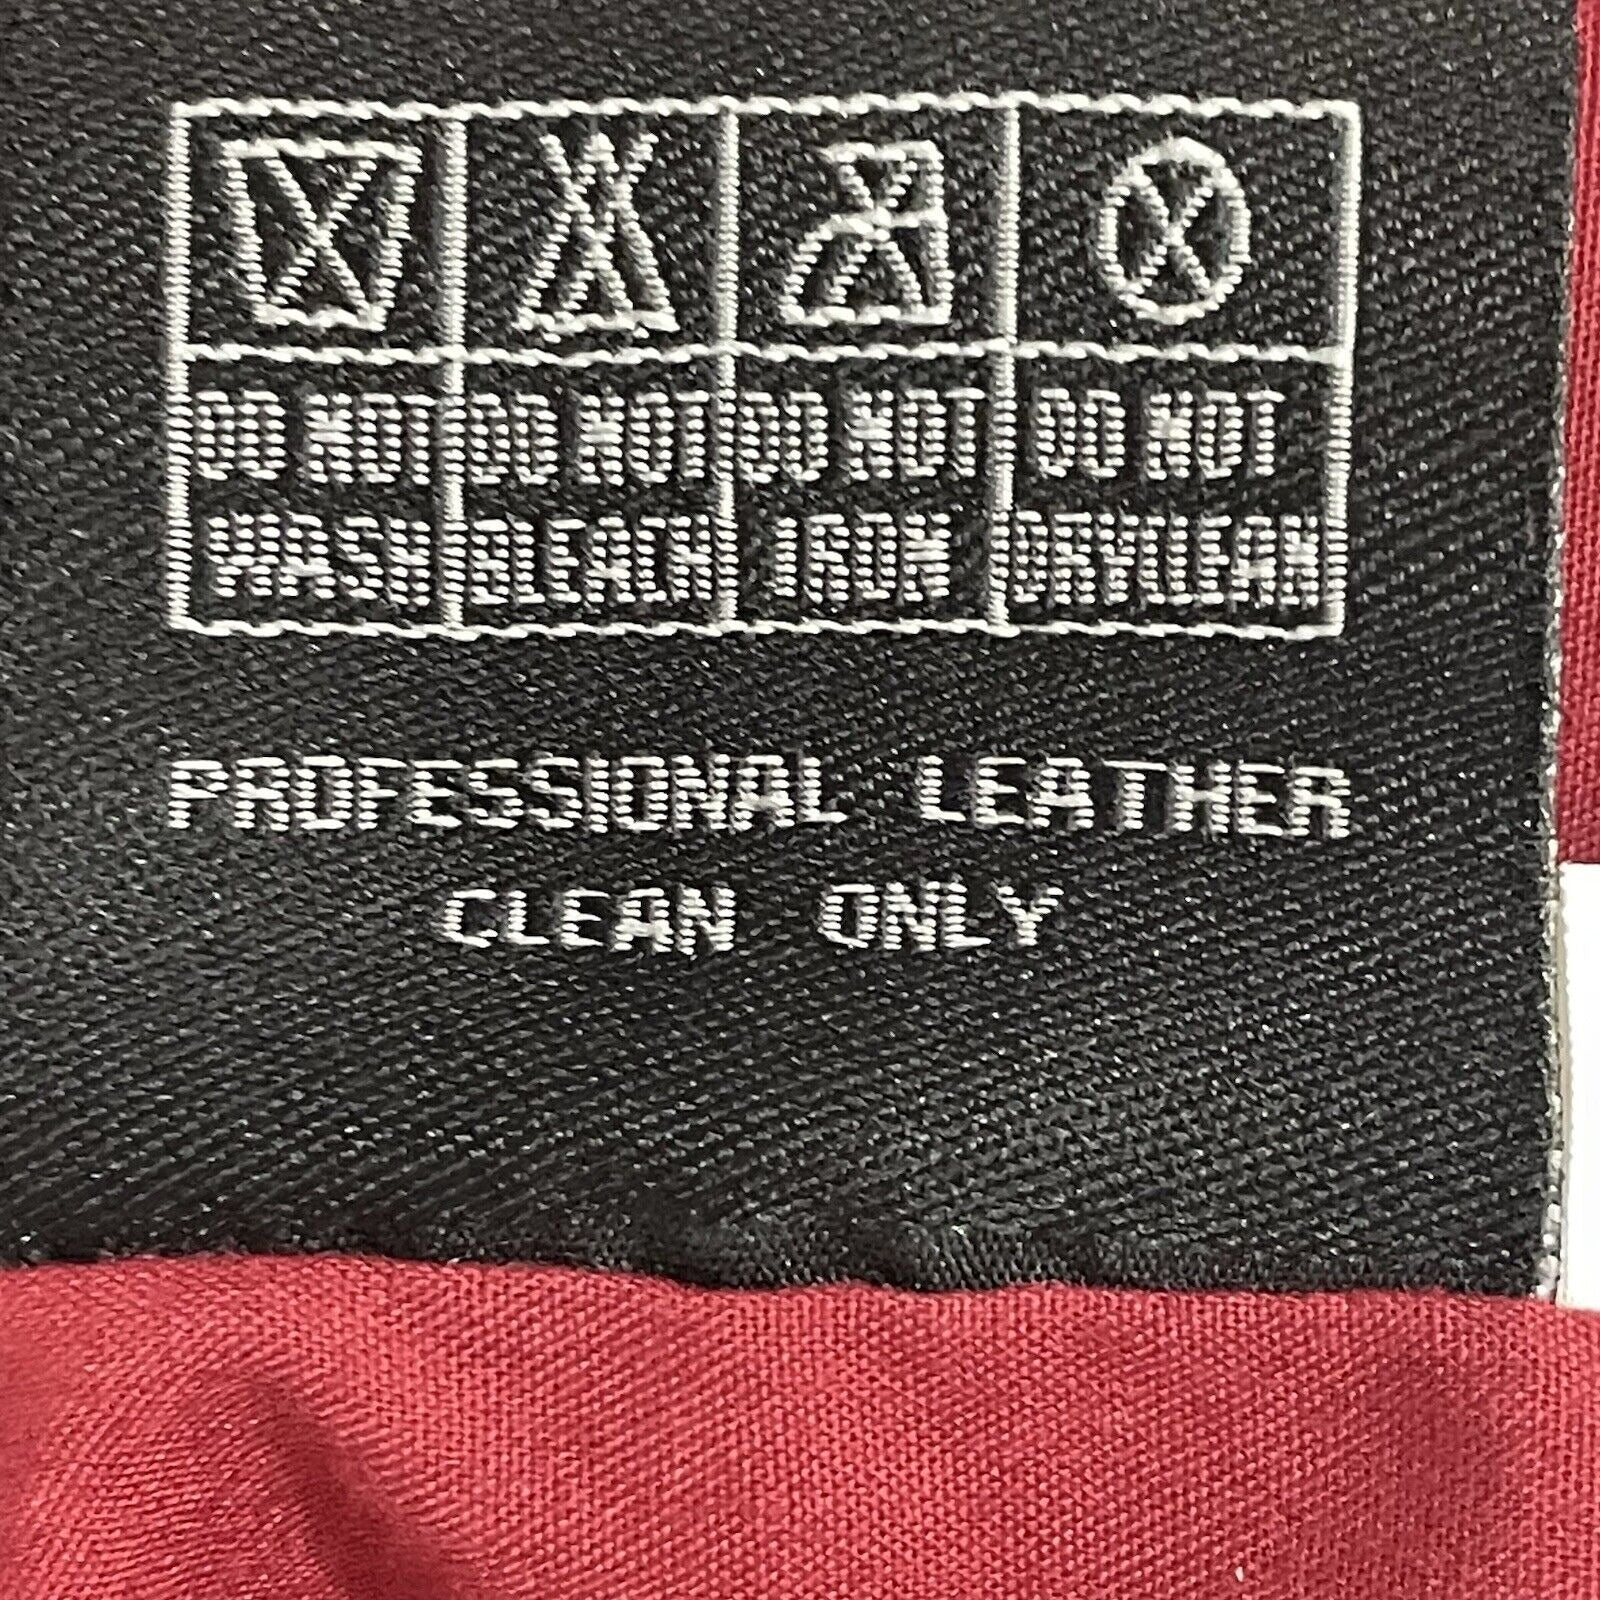 DO NOT DO NOT DO NOT DO NOT
WASH BLEACH IRON DRYCLEAN
PROFESSIONAL LEATHER
CLEAN ONLY